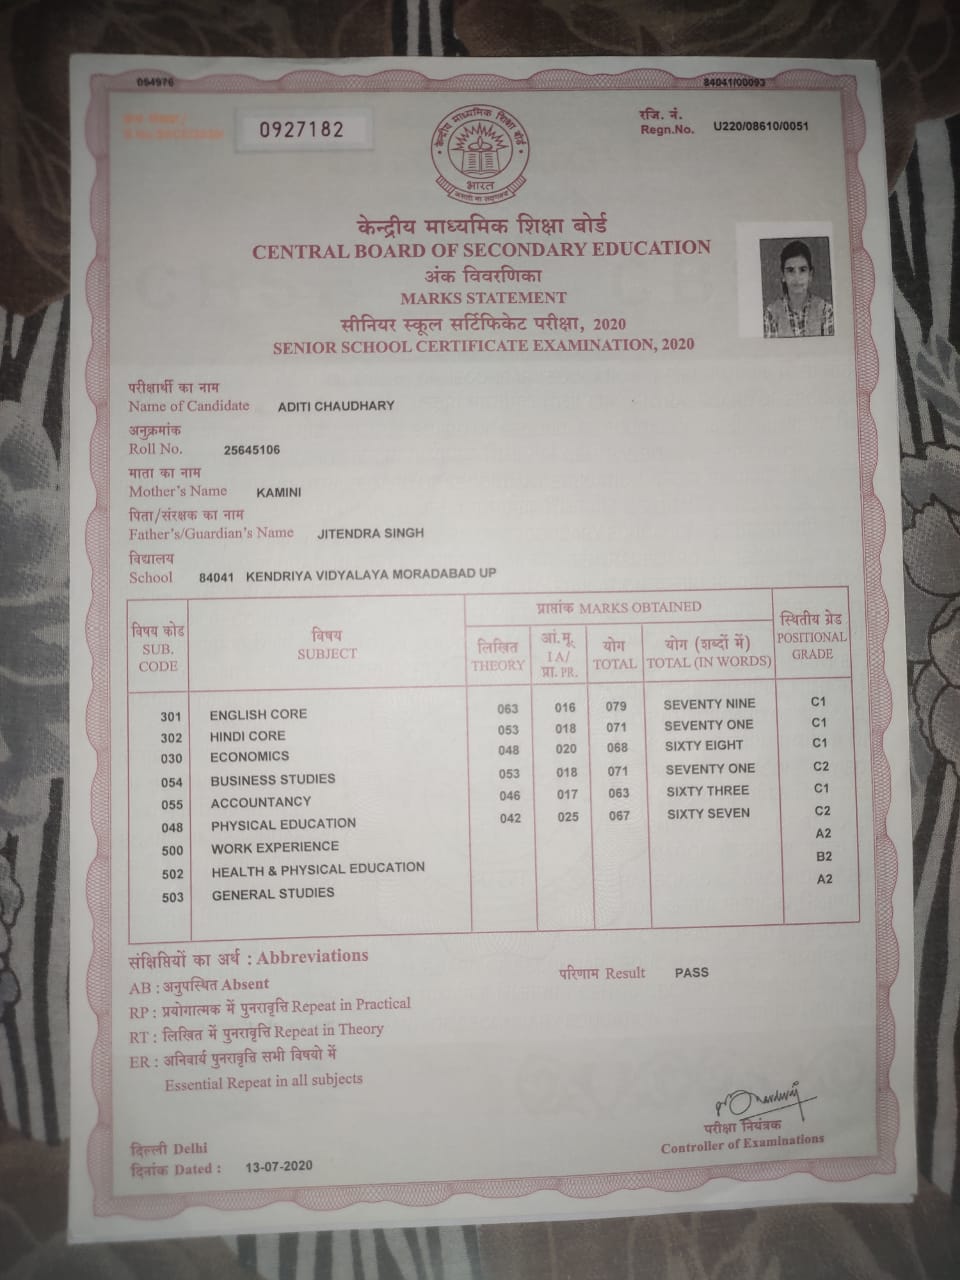 094976
84041/00093
0927182
रजि. नं.
Regn.No. U220/08610/0051
केन्द्रीय माध्यमिक शिक्षा बोर्ड
भारत
केन्द्रीय माध्यमिक शिक्षा बोर्ड
CENTRAL BOARD OF SECONDARY EDUCATION
अंक विवरणिका
MARKS STATEMENT
सीनियर स्कूल सर्टिफिकेट परीक्षा, 2020
SENIOR SCHOOL CERTIFICATE EXAMINATION, 2020
परीक्षार्थी का नाम
Name of Candidate ADITI CHAUDHARY
अनुक्रमांक
Roll No. 25645106
माता का नाम
Mother's Name KAMINI
पिता/संरक्षक का नाम
Father's/Guardian's Name JITENDRA SINGH
विद्यालय
School 84041 KENDRIYA VIDYALAYA MORADABAD UP
विषय कोड SUB. CODE विषय SUBJECT प्राप्तांक MARKS OBTAINED स्थितीय ग्रेड POSITIONAL GRADE
लिखित THEORY आं.मू. IA/ प्रा. PR. योग TOTAL योग (शब्दों में) TOTAL (IN WORDS)
301 ENGLISH CORE 063 016 079 SEVENTY NINE C1
302 HINDI CORE 053 018 071 SEVENTY ONE C1
030 ECONOMICS 048 020 068 SIXTY EIGHT C1
054 BUSINESS STUDIES 053 018 071 SEVENTY ONE C2
055 ACCOUNTANCY 046 017 063 SIXTY THREE C1
048 PHYSICAL EDUCATION 042 025 067 SIXTY SEVEN C2
500 WORK EXPERIENCE A2
502 HEALTH & PHYSICAL EDUCATION B2
503 GENERAL STUDIES A2
संक्षिप्तियों का अर्थ : Abbreviations
परिणाम Result PASS
AB : अनुपस्थित Absent
RP : प्रयोगात्मक में पुनरावृत्ति Repeat in Practical
RT : लिखित में पुनरावृत्ति Repeat in Theory
ER : अनिवार्य पुनरावृत्ति सभी विषयो में
Essential Repeat in all subjects
परीक्षा नियंत्रक
Controller of Examinations
दिल्ली Delhi
दिनांक Dated : 13-07-2020